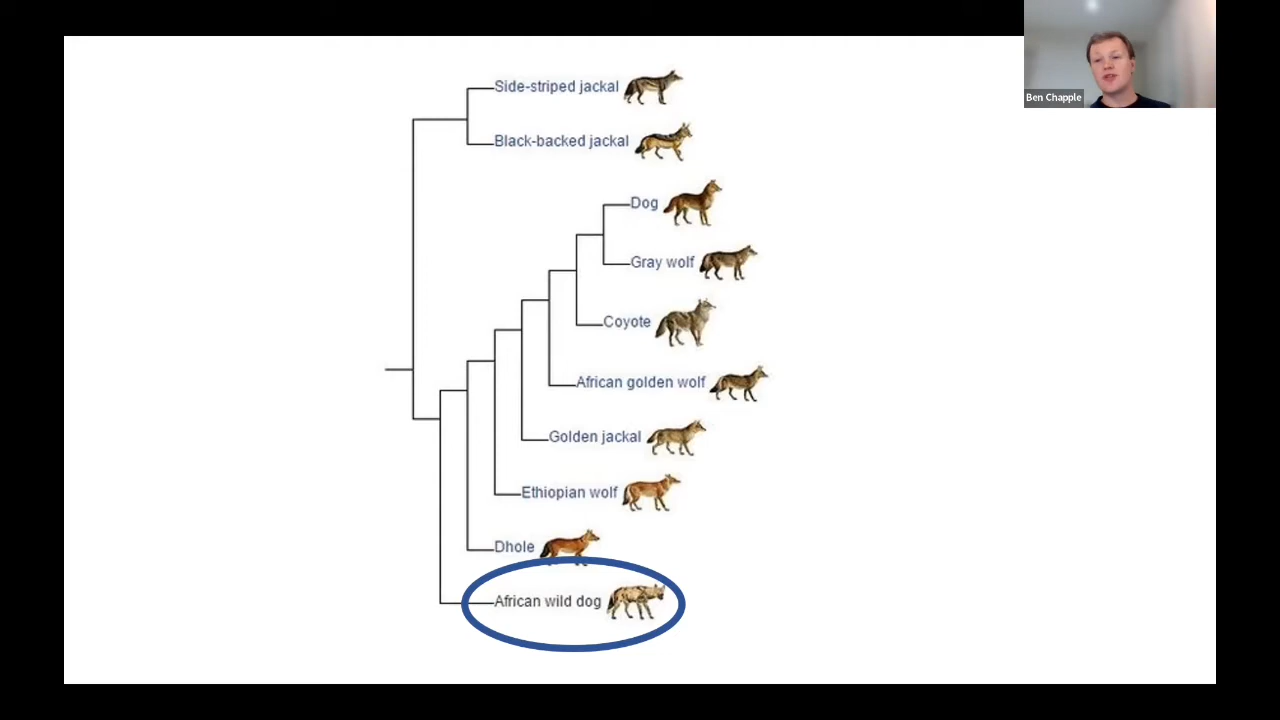 Side-striped jackal
Black-backed jackal
Dog
Gray wolf
Coyote
African golden wolf
Golden jackal
Ethiopian wolf
Dhole
African wild dog
Ben Chapple